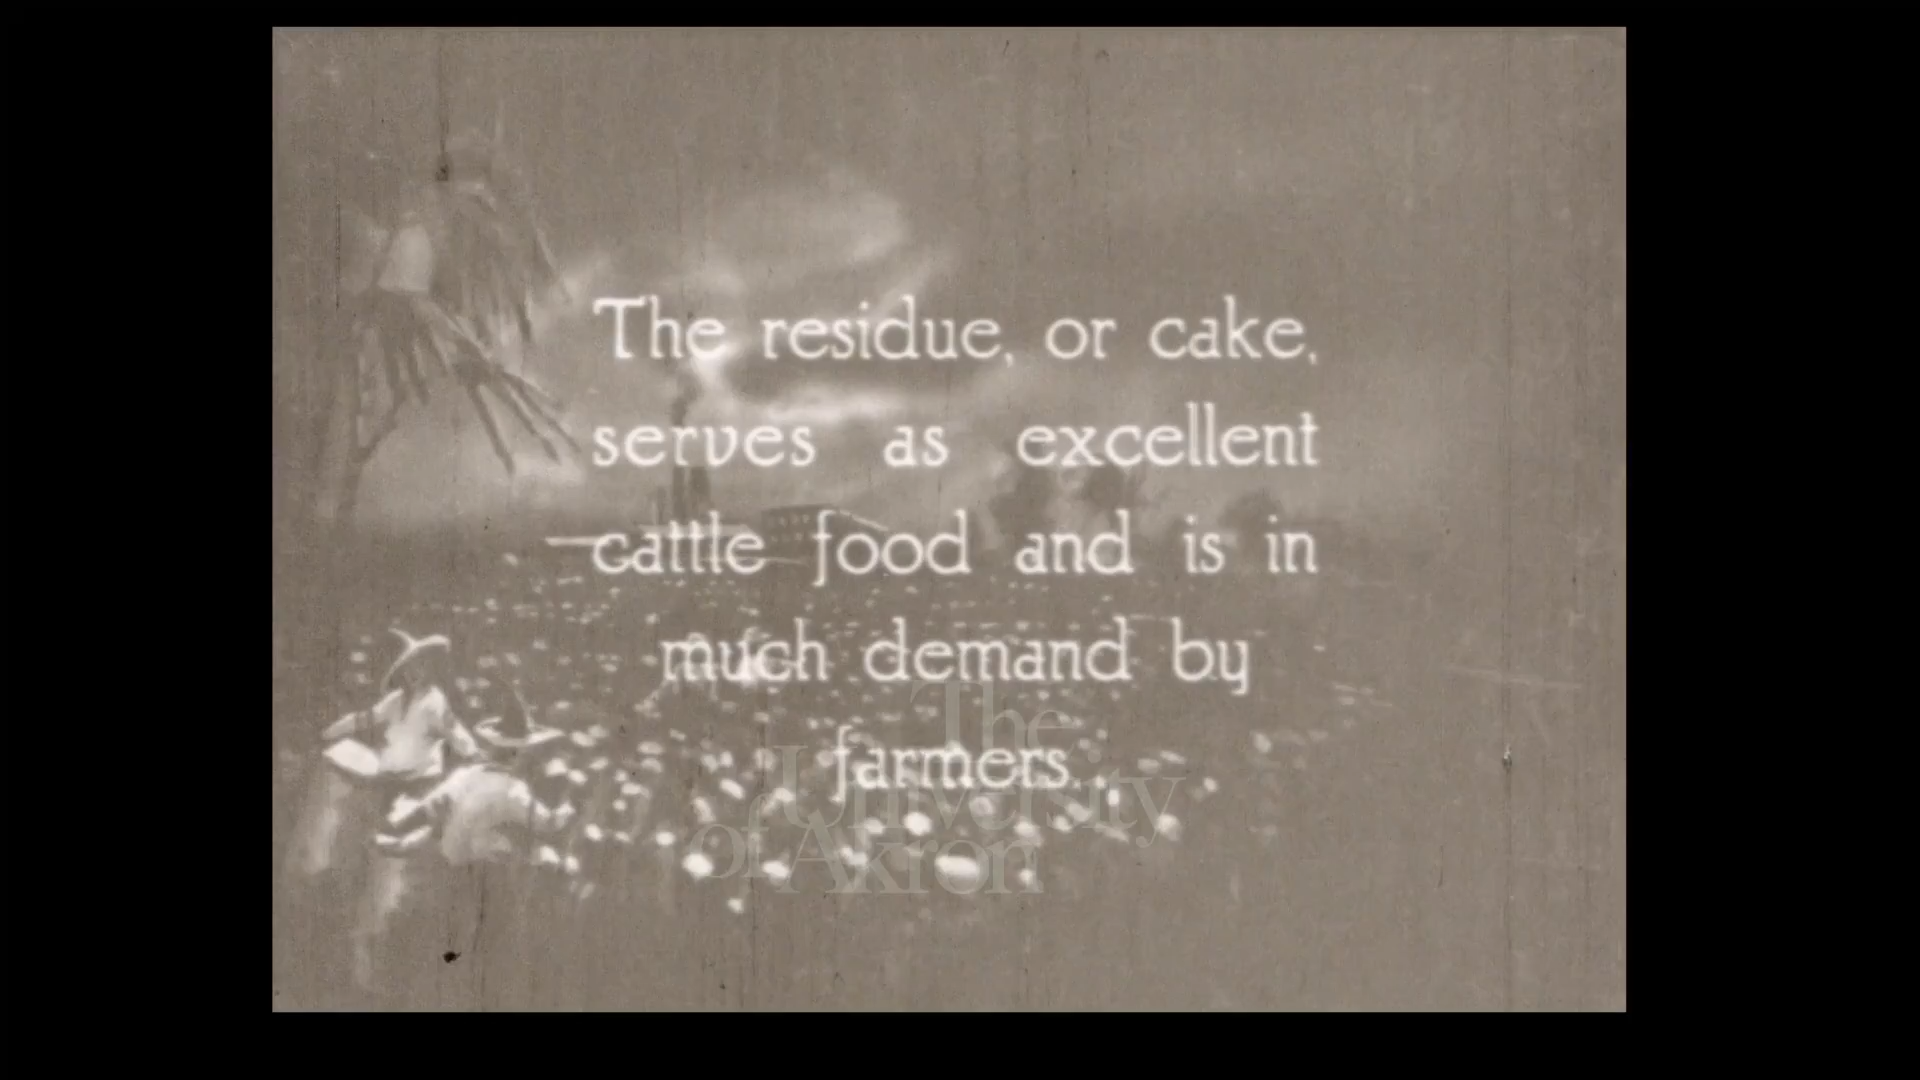 The residue, or cake,
serves as excellent
cattle food and is in
much demand by
farmers.
The
University
of Akron